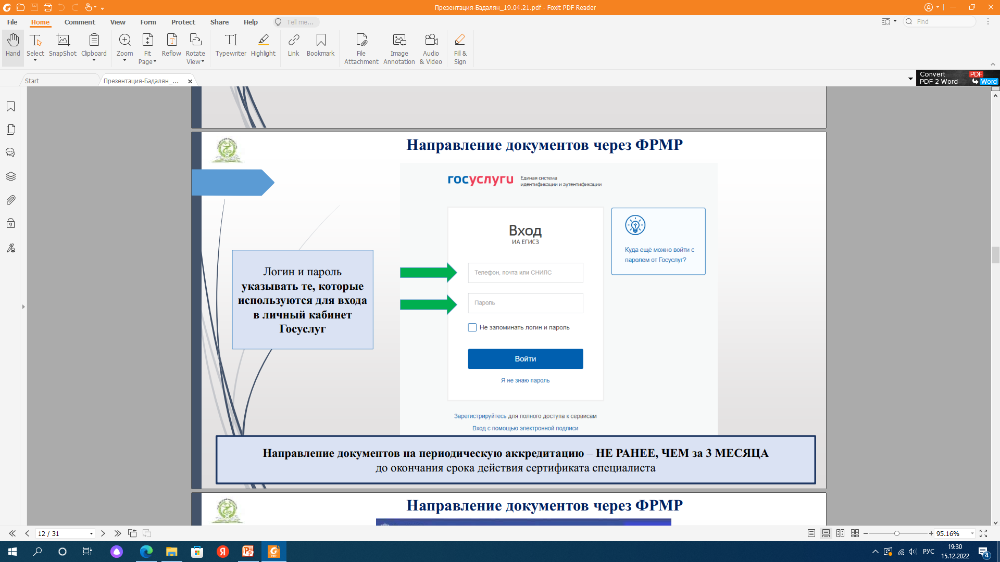 Презентация-Бадалян_19.04.21.pdf - Foxit PDF Reader
File Home Comment View Form Protect Share Help Tell me... Find
Hand Select SnapShot Clipboard Zoom Fit Page Reflow Rotate View Typewriter Highlight Link Bookmark File Attachment Image Annotation Audio & Video Fill & Sign
Start Презентация-Бадалян_...
Convert PDF
PDF 2 Word Word
Направление документов через ФРМР
госуслуги
Единая система
идентификации и аутентификации
Вход
ИА ЕГИСЗ
Куда ещё можно войти с
паролем от Госуслуг?
Логин и пароль
указывать те, которые
используются для входа
в личный кабинет
Госуслуг
Телефон, почта или СНИЛС
Пароль
Не запоминать логин и пароль
Войти
Я не знаю пароль
Зарегистрируйтесь для полного доступа к сервисам
Вход с помощью электронной подписи
Направление документов на периодическую аккредитацию – НЕ РАНЕЕ, ЧЕМ за 3 МЕСЯЦА
до окончания срока действия сертификата специалиста
Направление документов через ФРМР
12 / 31
95.16%
РУС
19:30
15.12.2022
4